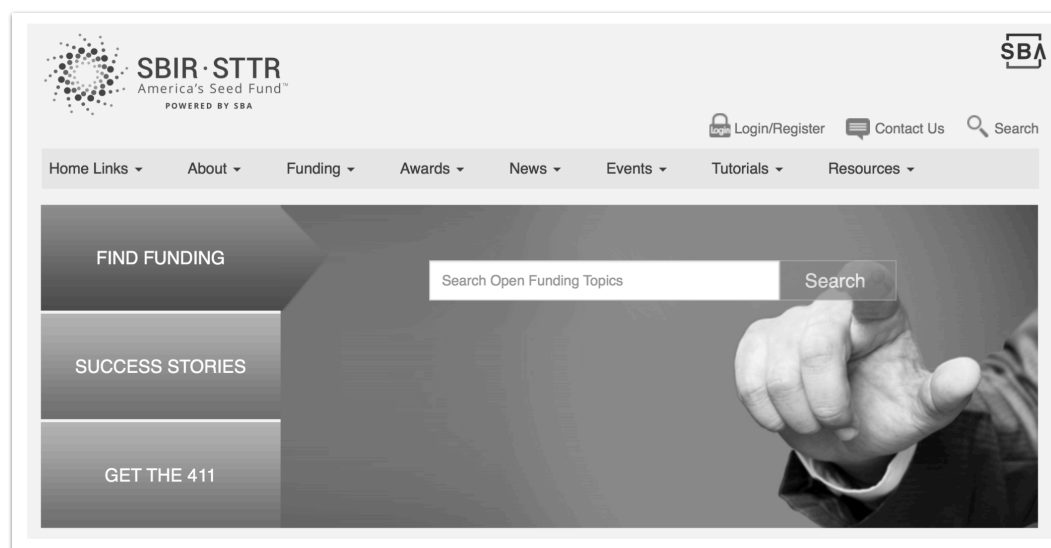 SBIR·STTR
America's Seed Fund™
POWERED BY SBA
SBA
Login
Login/Register
Contact Us
Search
Home Links
About
Funding
Awards
News
Events
Tutorials
Resources
FIND FUNDING
Search Open Funding Topics
Search
SUCCESS STORIES
GET THE 411